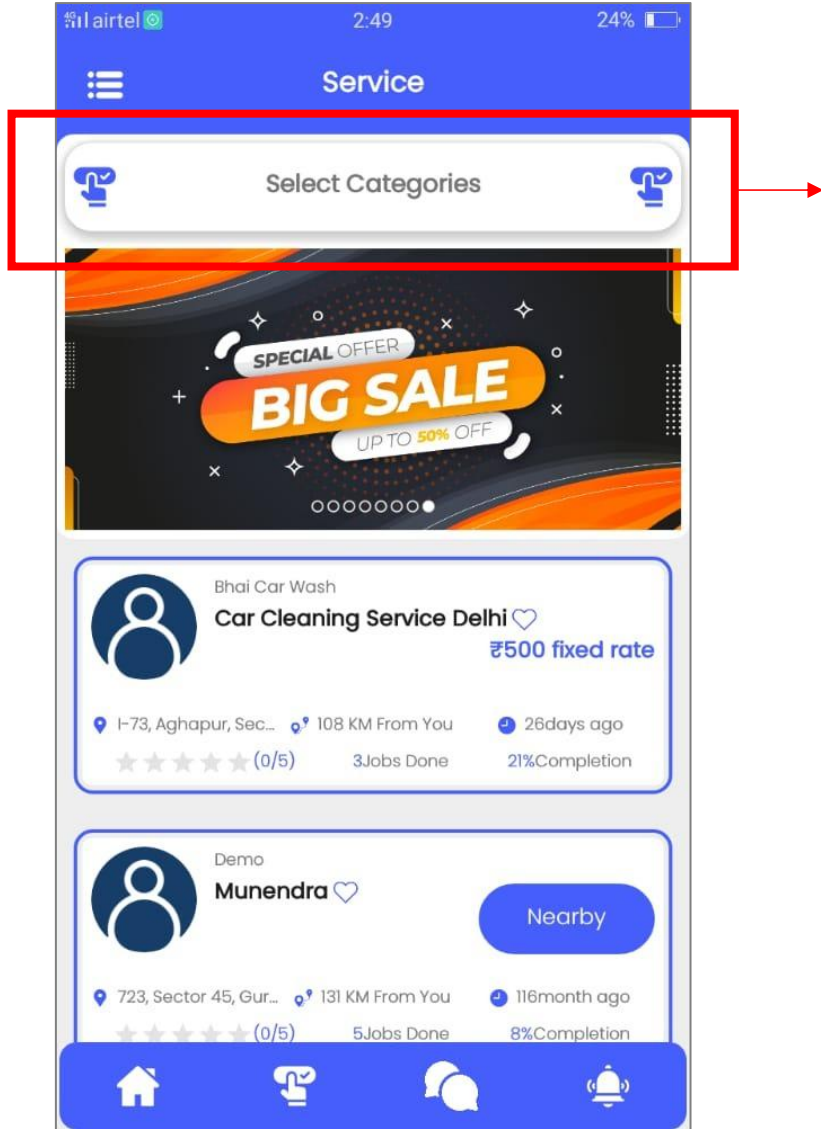 4G airtel 2:49 24%
Service
Select Categories
SPECIAL OFFER
BIG SALE
UP TO 50% OFF
Bhai Car Wash
Car Cleaning Service Delhi
₹500 fixed rate
I-73, Aghapur, Sec... 108 KM From You 26days ago
(0/5) 3Jobs Done 21%Completion
Demo
Munendra
Nearby
723, Sector 45, Gur... 131 KM From You 116month ago
(0/5) 5Jobs Done 8%Completion